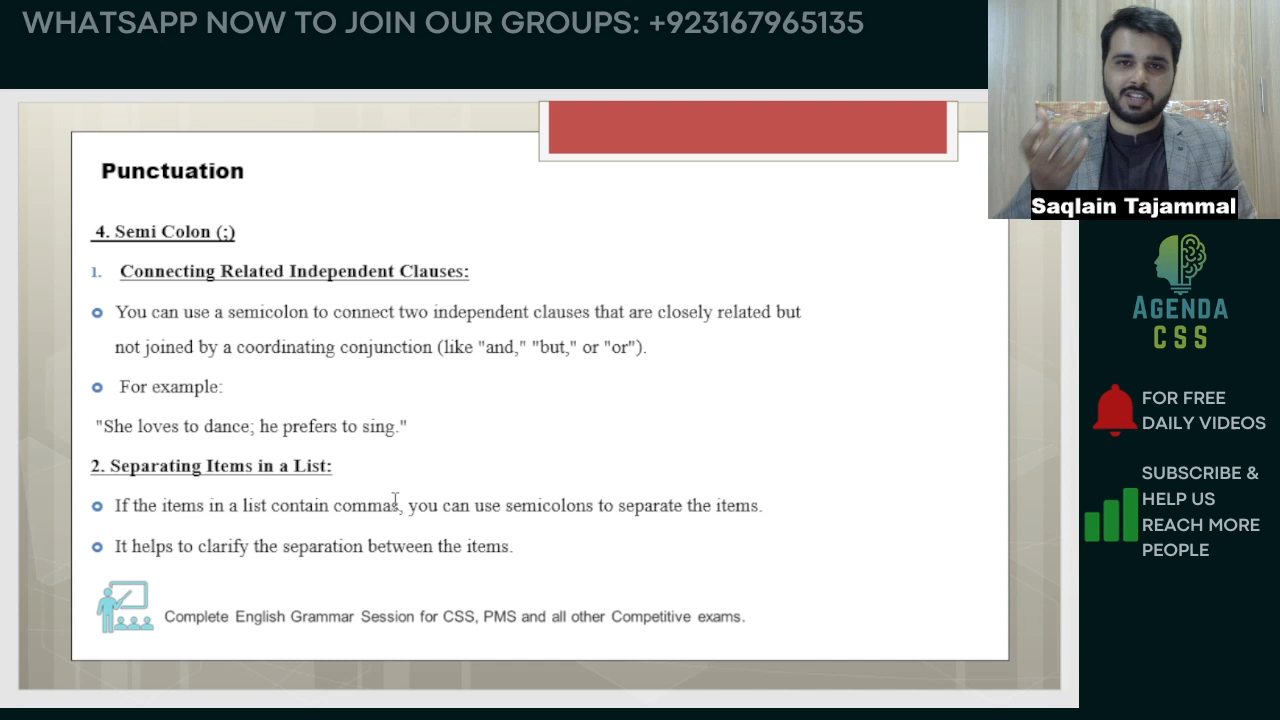 WHATSAPP NOW TO JOIN OUR GROUPS: +923167965135
Saqlain Tajammal
Punctuation
4. Semi Colon (;)
1. Connecting Related Independent Clauses:
You can use a semicolon to connect two independent clauses that are closely related but
not joined by a coordinating conjunction (like "and," "but," or "or").
For example:
"She loves to dance; he prefers to sing."
2. Separating Items in a List:
If the items in a list contain commas, you can use semicolons to separate the items.
It helps to clarify the separation between the items.
Complete English Grammar Session for CSS, PMS and all other Competitive exams.
AGENDA
CSS
FOR FREE
DAILY VIDEOS
SUBSCRIBE &
HELP US
REACH MORE
PEOPLE